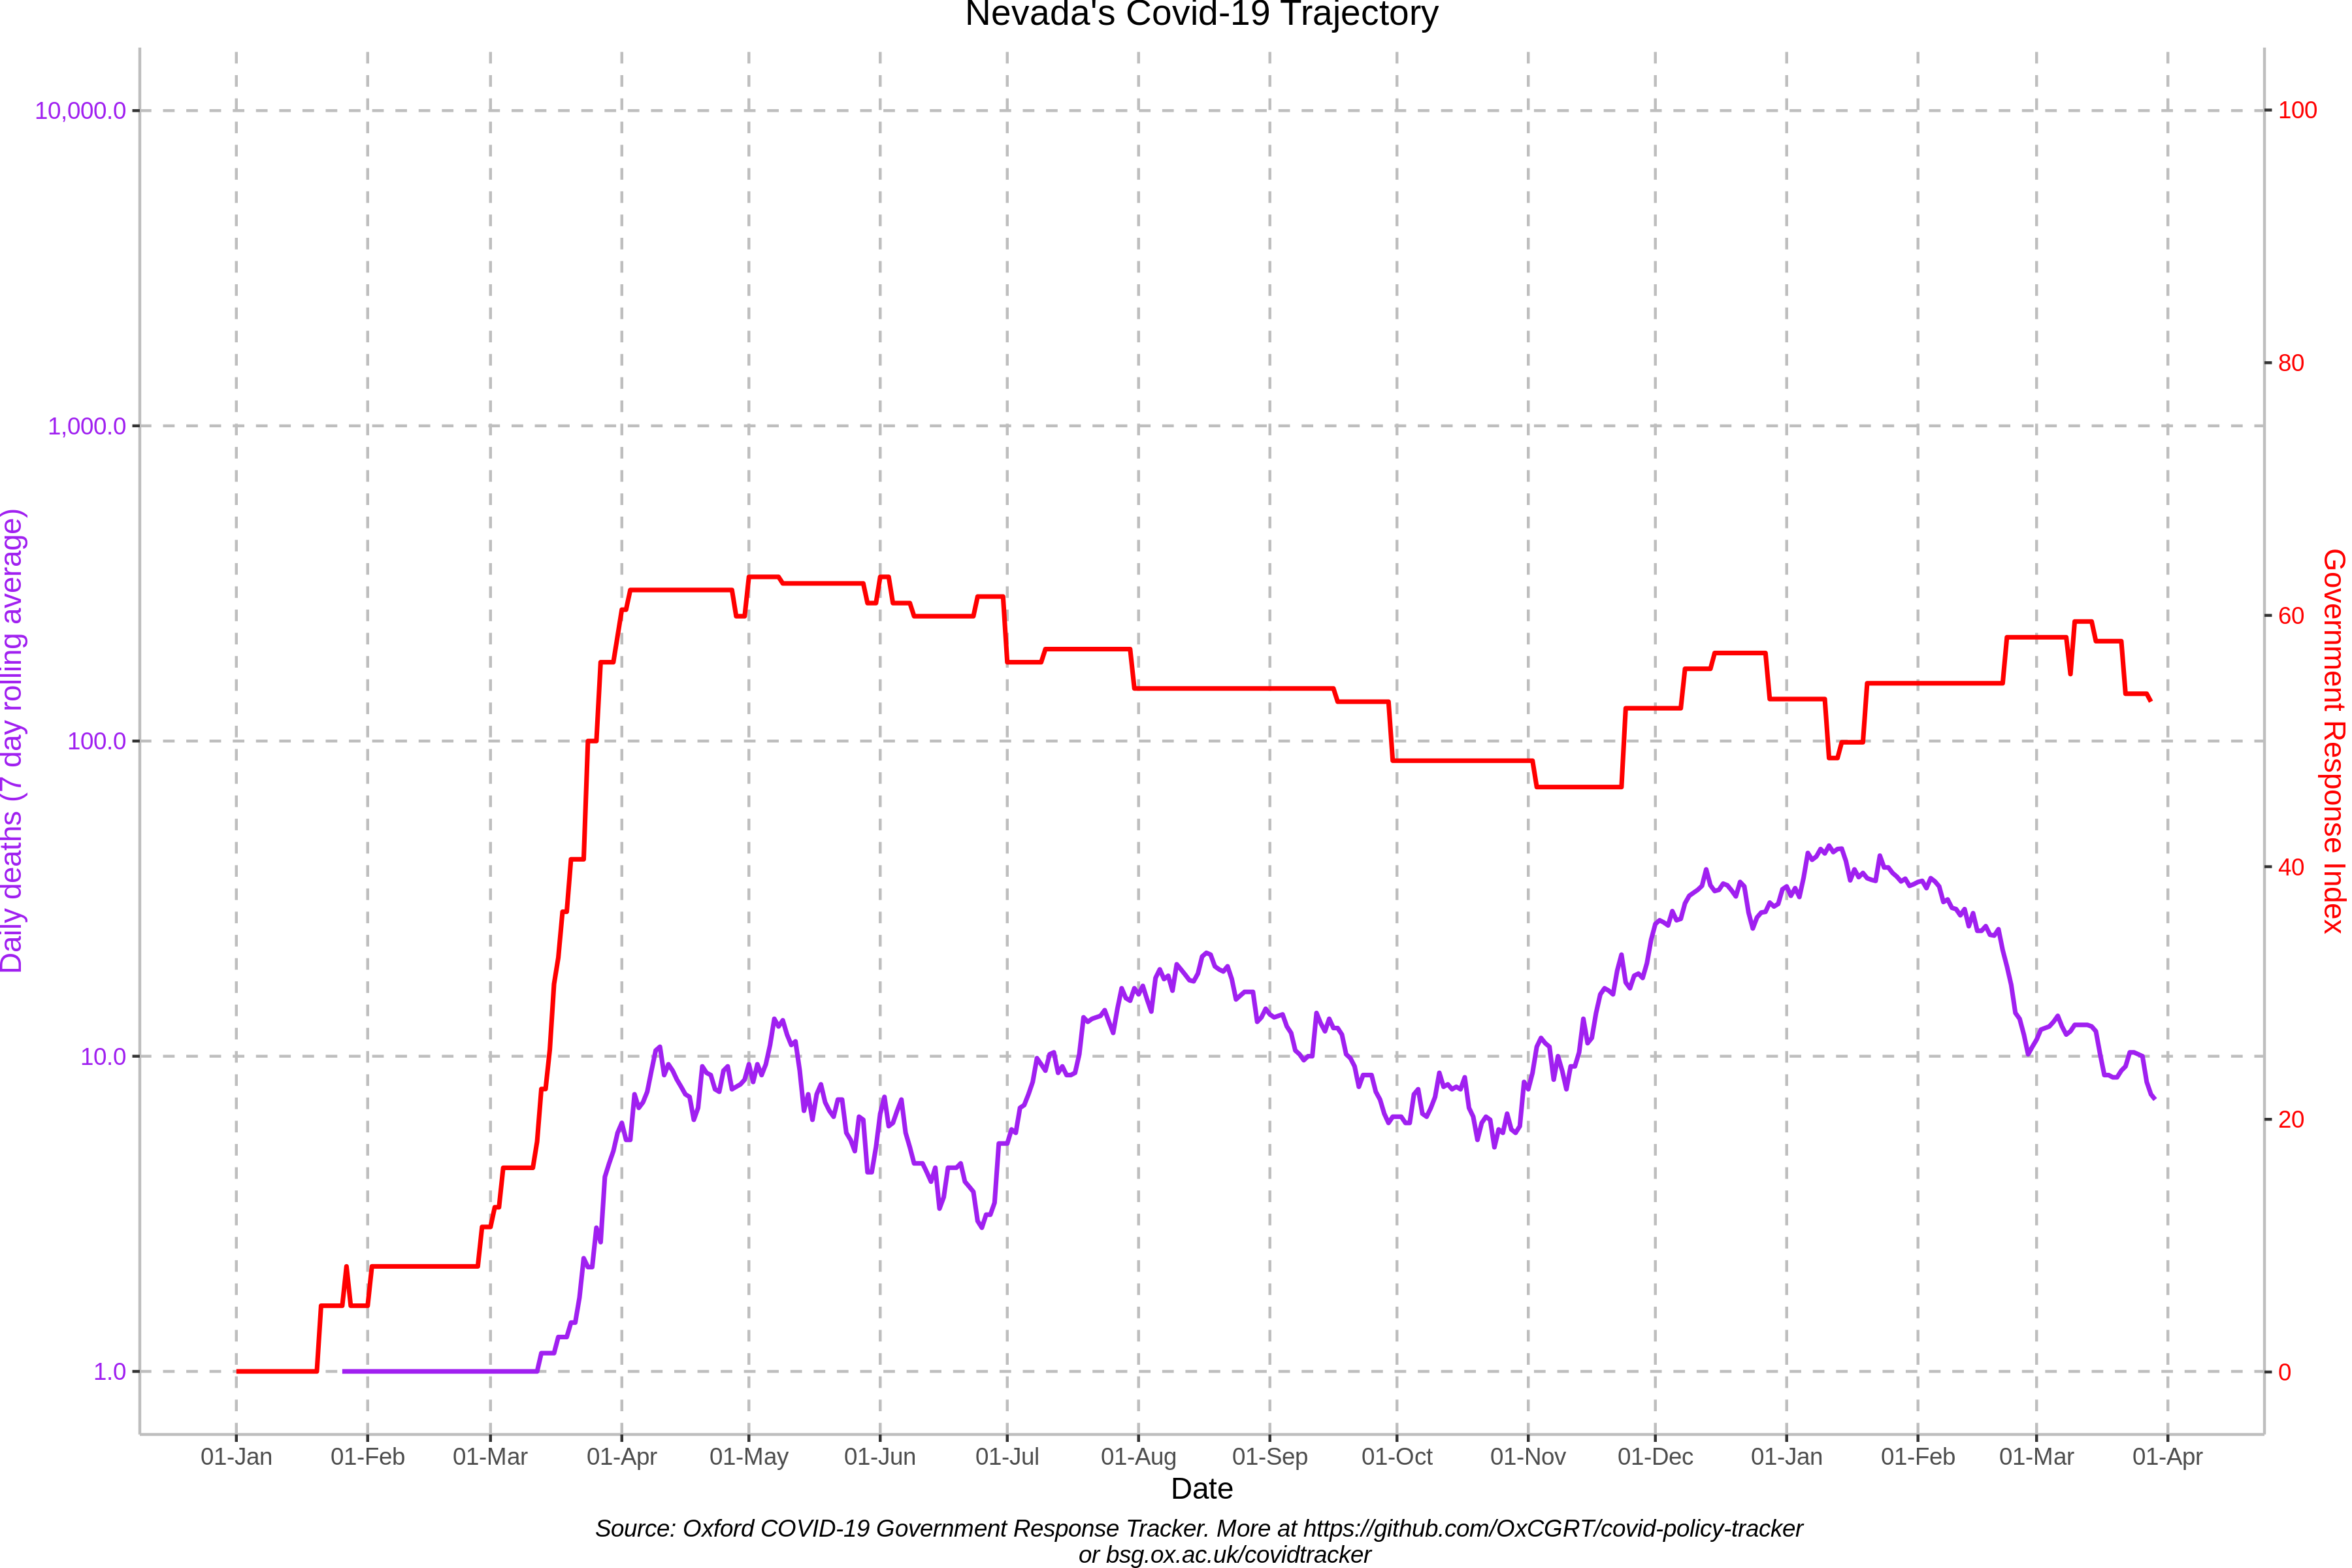 Nevada's Covid-19 Trajectory
10,000.0
1,000.0
100.0
10.0
1.0
Daily deaths (7 day rolling average)
100
80
60
40
20
0
Government Response Index
01-Jan 01-Feb 01-Mar 01-Apr 01-May 01-Jun 01-Jul 01-Aug 01-Sep 01-Oct 01-Nov 01-Dec 01-Jan 01-Feb 01-Mar 01-Apr
Date
Source: Oxford COVID-19 Government Response Tracker. More at https://github.com/OxCGRT/covid-policy-tracker
or bsg.ox.ac.uk/covidtracker